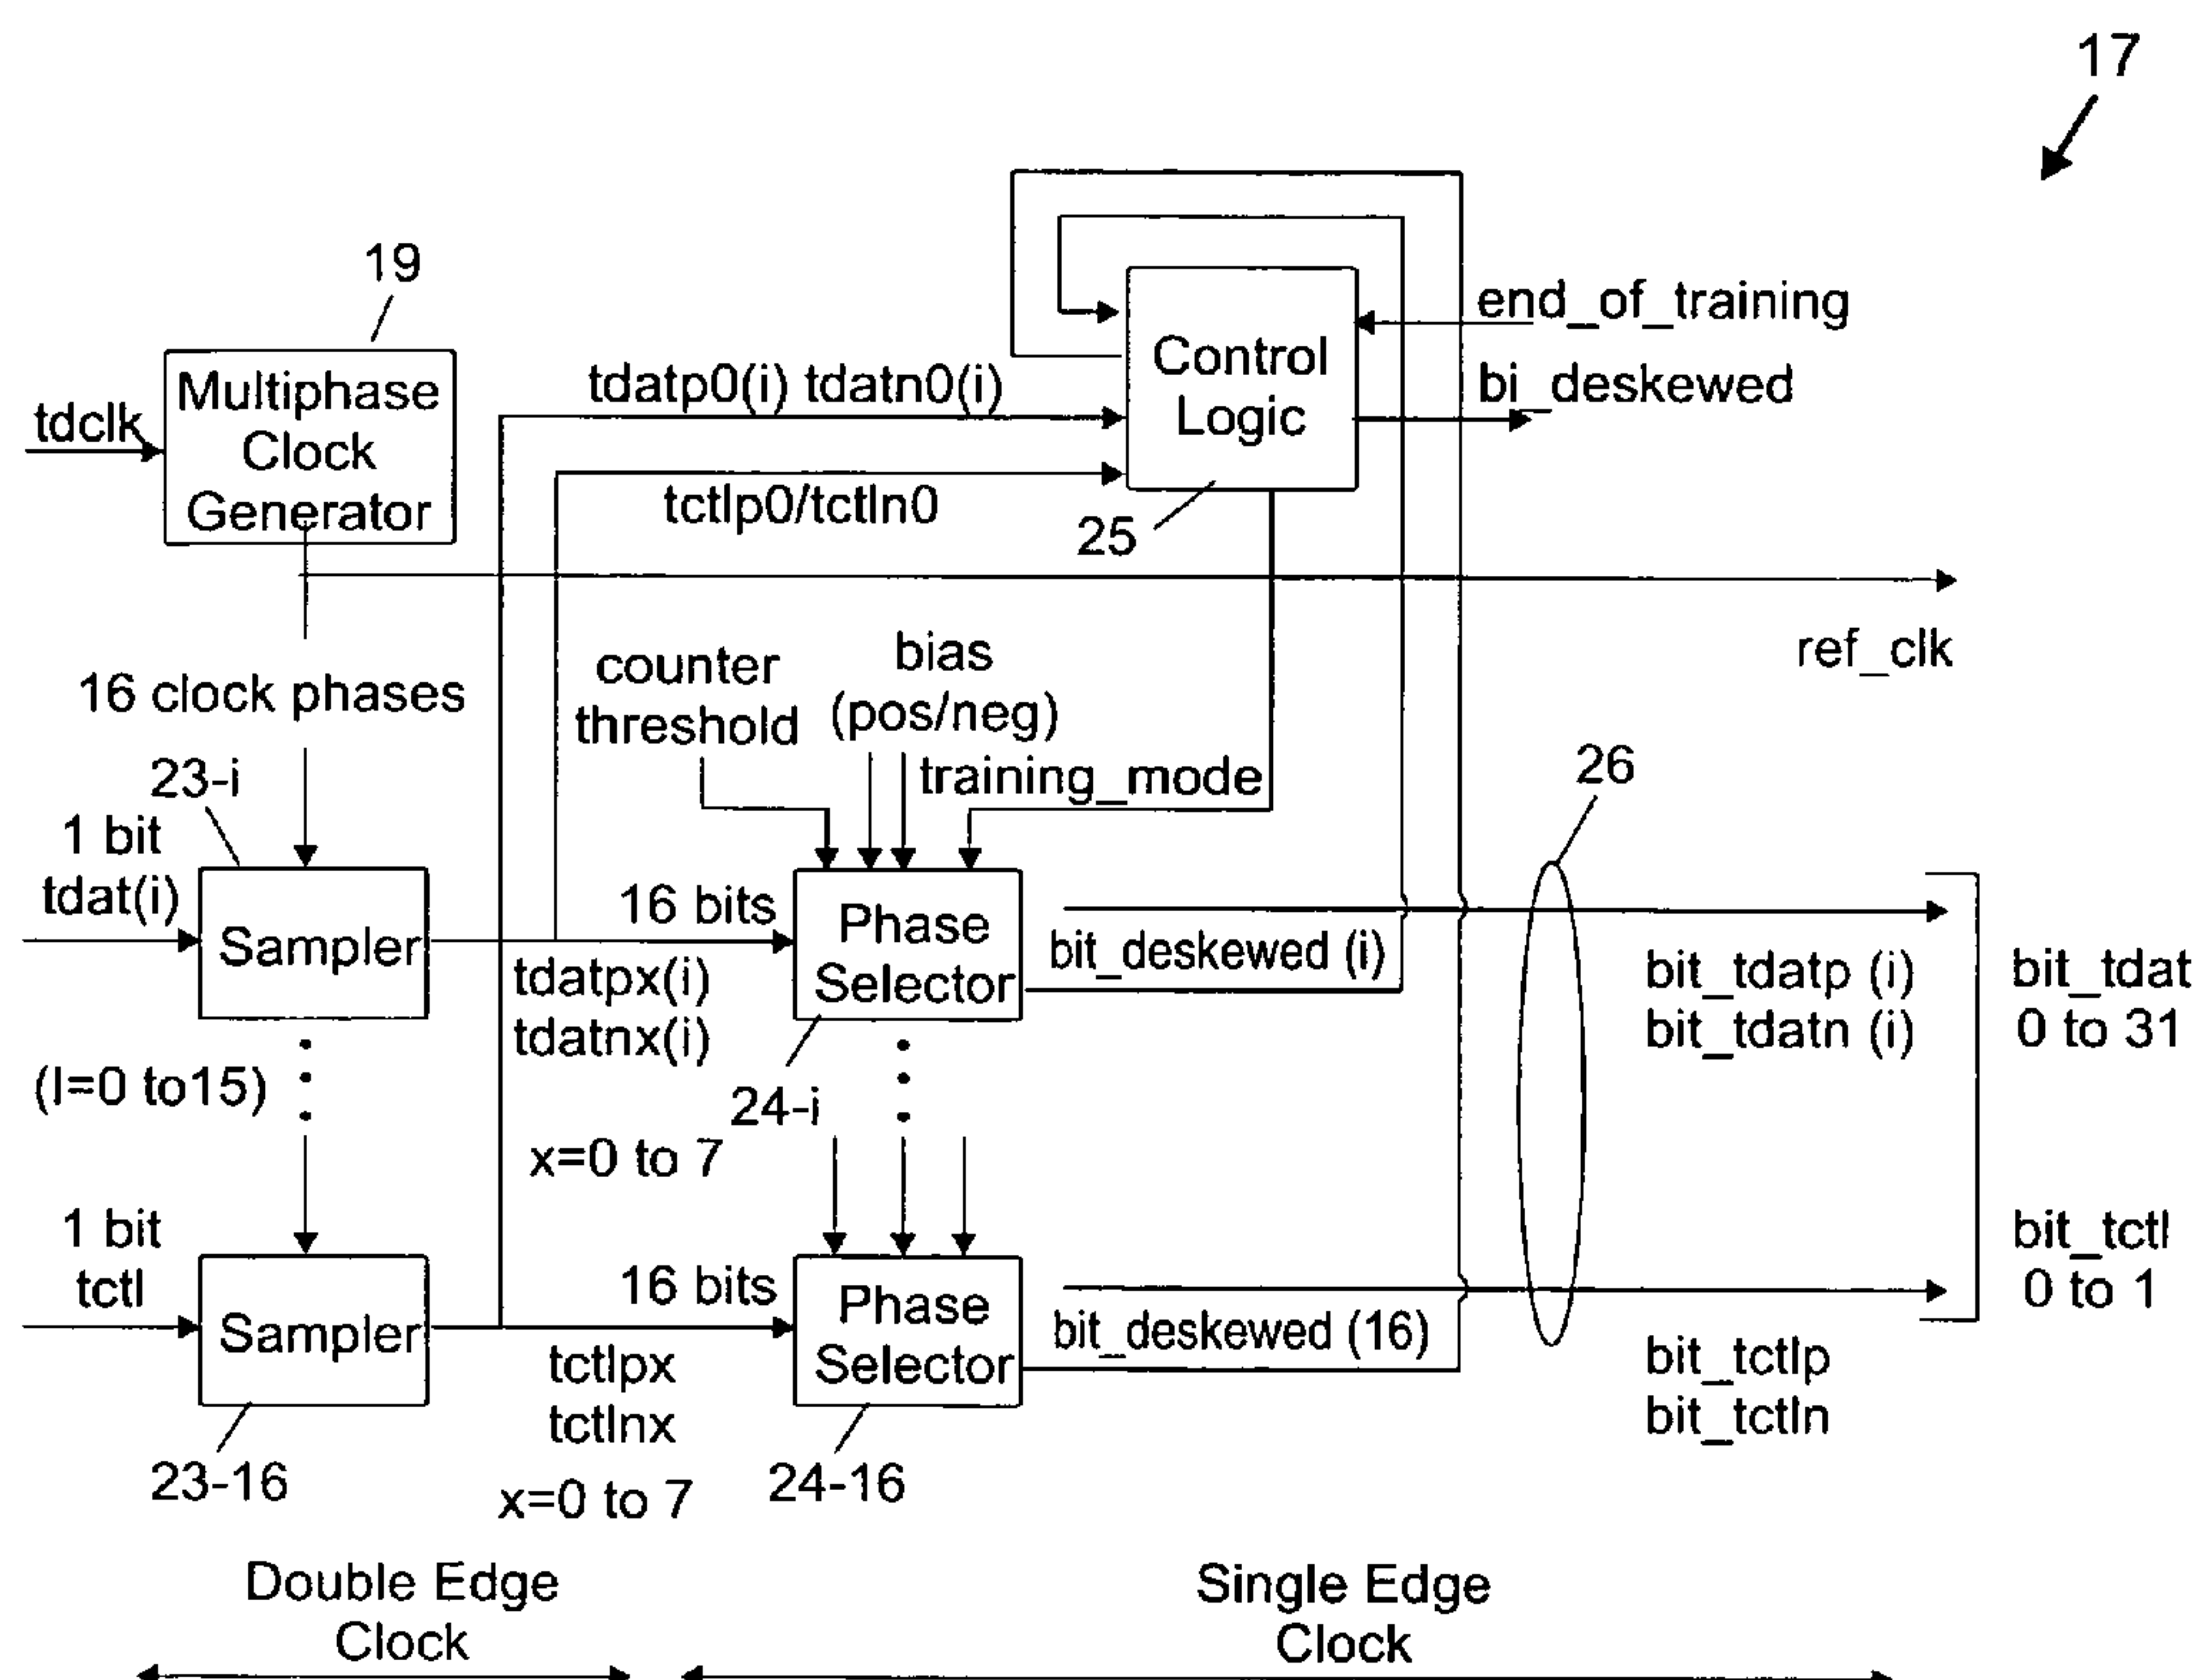 17
19
Multiphase
Clock
Generator
tdclk
tdatp0(i) tdatn0(i)
tctlp0/tctln0
Control
Logic
25
end_of_training
bi_deskewed
ref_clk
16 clock phases
counter
threshold
bias
(pos/neg)
training_mode
23-i
1 bit
tdat(i)
Sampler
16 bits
tdatpx(i)
tdatnx(i)
Phase
Selector
bit_deskewed (i)
26
bit_tdatp (i)
bit_tdatn (i)
bit_tdat
0 to 31
(I=0 to15)
24-i
x=0 to 7
1 bit
tctl
Sampler
16 bits
tctlpx
tctlnx
Phase
Selector
bit_deskewed (16)
bit_tctl
0 to 1
bit_tctlp
bit_tctln
23-16
x=0 to 7
24-16
Double Edge
Clock
Single Edge
Clock